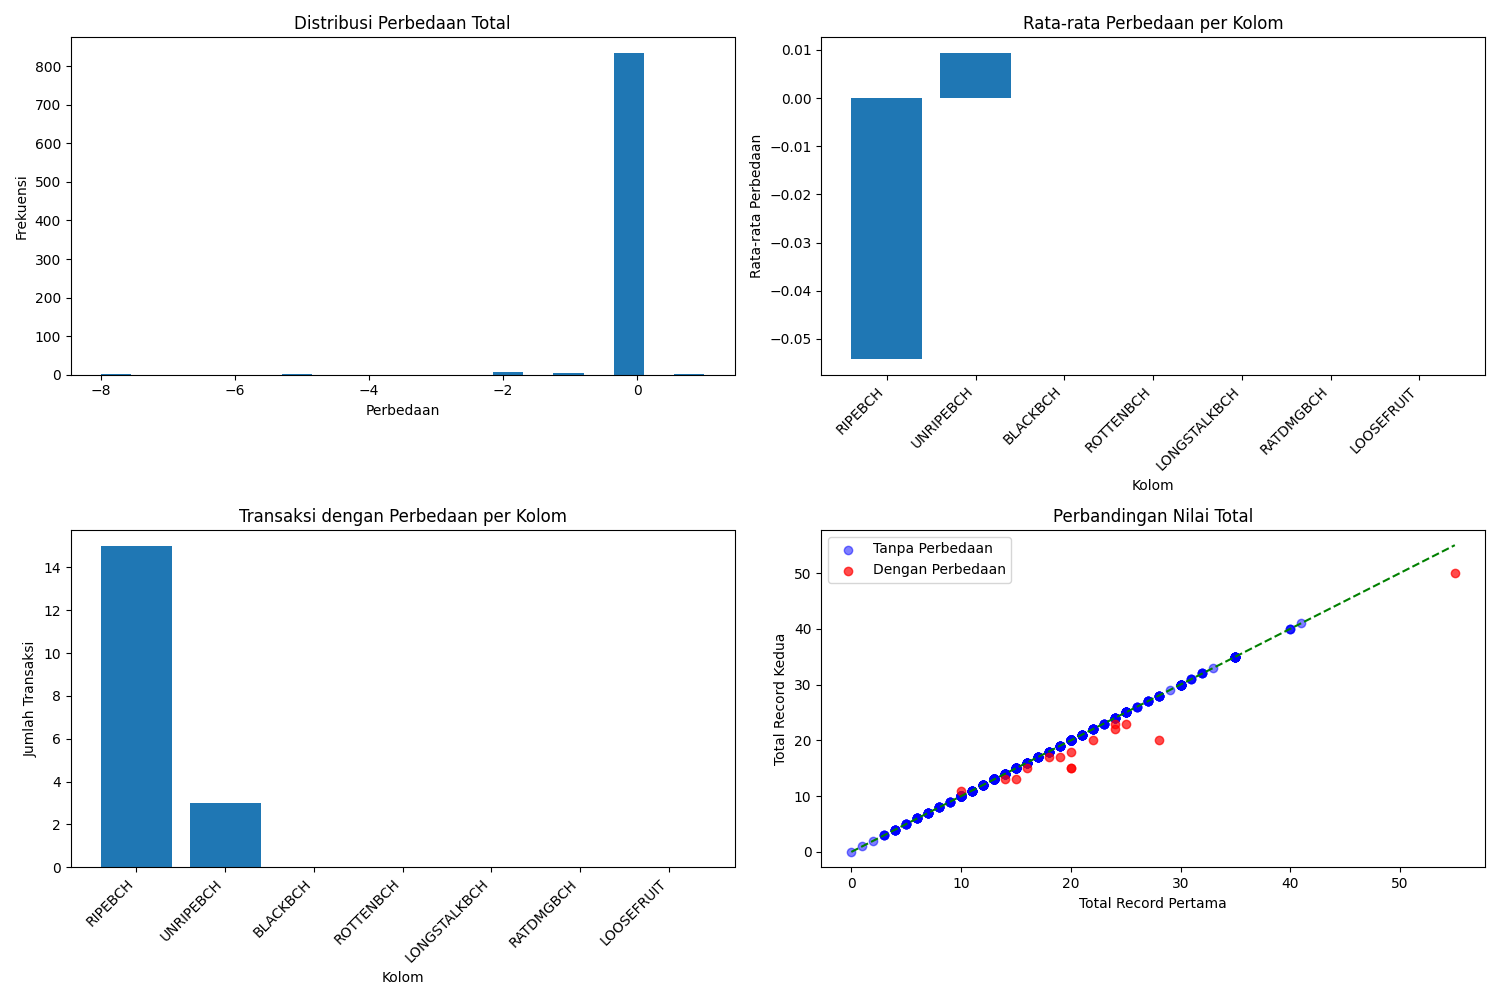 Distribusi Perbedaan Total
Frekuensi
800
700
600
500
400
300
200
100
0
−8
−6
−4
−2
0
Perbedaan
Rata-rata Perbedaan per Kolom
Rata-rata Perbedaan
0.01
0.00
−0.01
−0.02
−0.03
−0.04
−0.05
RIPEBCH
UNRIPEBCH
BLACKBCH
ROTTENBCH
LONGSTALKBCH
RATDMGBCH
LOOSEFRUIT
Kolom
Transaksi dengan Perbedaan per Kolom
Jumlah Transaksi
14
12
10
8
6
4
2
0
RIPEBCH
UNRIPEBCH
BLACKBCH
ROTTENBCH
LONGSTALKBCH
RATDMGBCH
LOOSEFRUIT
Kolom
Perbandingan Nilai Total
Tanpa Perbedaan
Dengan Perbedaan
Total Record Kedua
50
40
30
20
10
0
0
10
20
30
40
50
Total Record Pertama